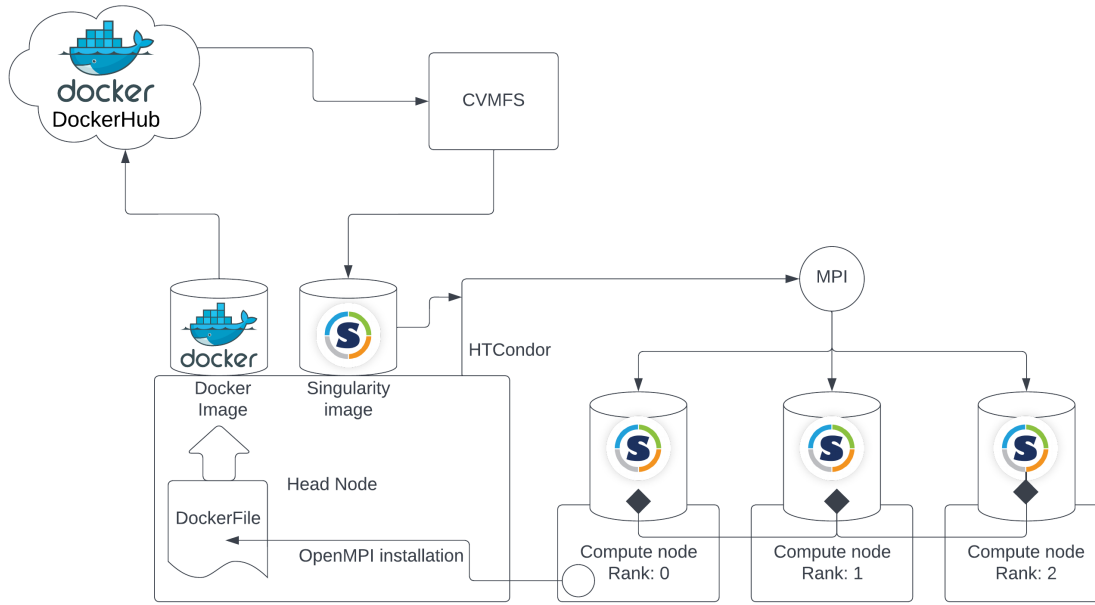 docker
DockerHub
CVMFS
MPI
docker
S
HTCondor
Docker
Image
Singularity
image
S
S
S
Head Node
DockerFile
OpenMPI installation
Compute node
Rank: 0
Compute node
Rank: 1
Compute node
Rank: 2